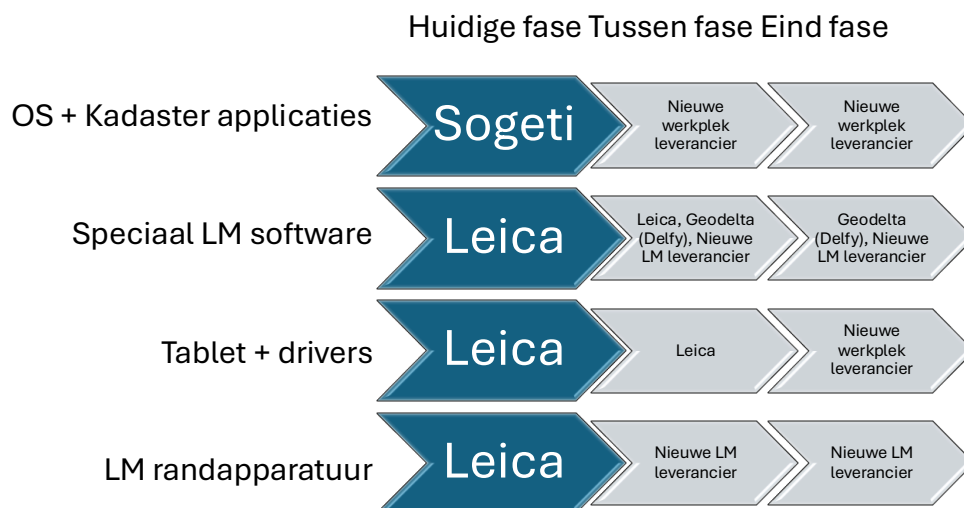 Huidige fase Tussen fase Eind fase
OS + Kadaster applicaties
Sogeti
Nieuwe
werkplek
leverancier
Nieuwe
werkplek
leverancier
Speciaal LM software
Leica
Leica, Geodelta
(Delfy), Nieuwe
LM leverancier
Geodelta
(Delfy), Nieuwe
LM leverancier
Tablet + drivers
Leica
Leica
Nieuwe
werkplek
leverancier
LM randapparatuur
Leica
Nieuwe LM
leverancier
Nieuwe LM
leverancier